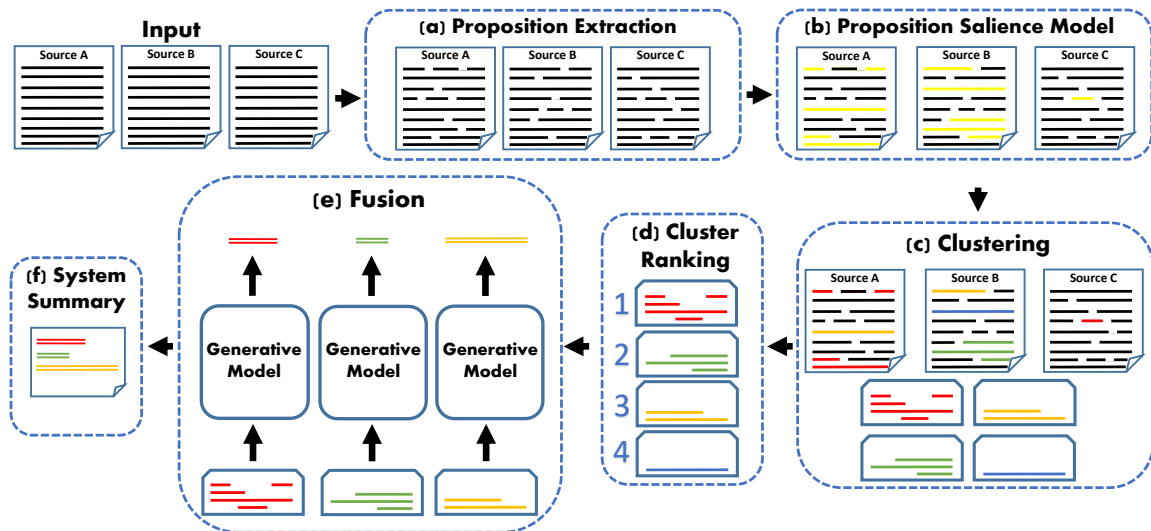 Input
Source A
Source B
Source C
(a) Proposition Extraction
Source A
Source B
Source C
(b) Proposition Salience Model
Source A
Source B
Source C
(c) Clustering
Source A
Source B
Source C
(d) Cluster
Ranking
1
2
3
4
(e) Fusion
Generative
Model
Generative
Model
Generative
Model
(f) System
Summary